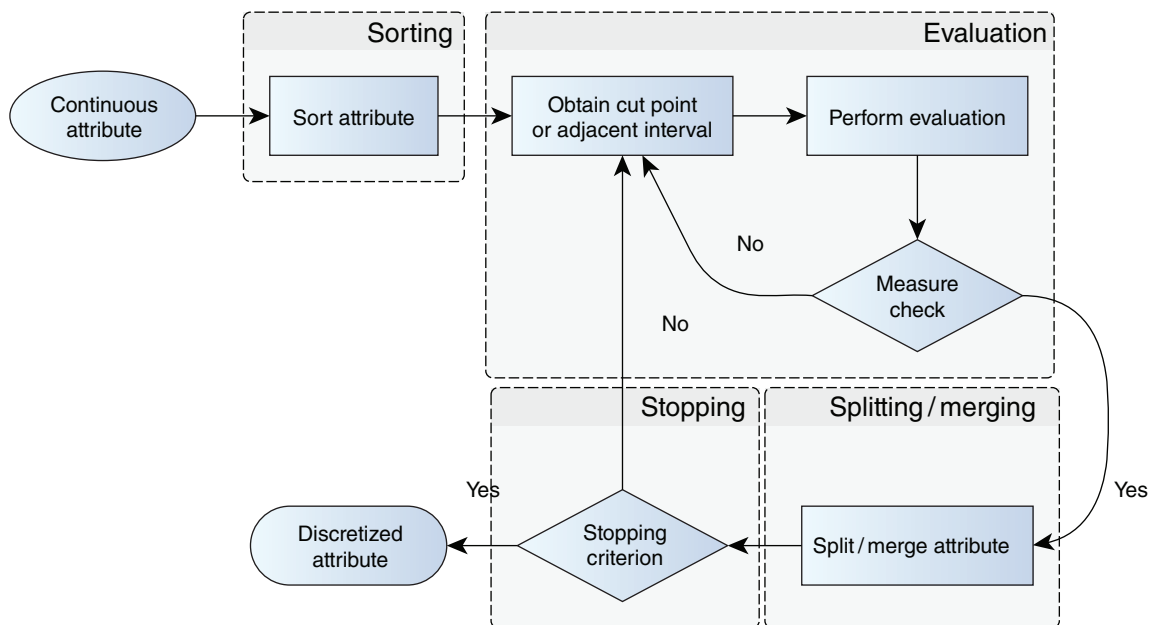 Sorting
Evaluation
Continuous
attribute
Sort attribute
Obtain cut point
or adjacent interval
Perform evaluation
No
Measure
check
No
Stopping
Splitting / merging
Yes
Yes
Discretized
attribute
Stopping
criterion
Split / merge attribute